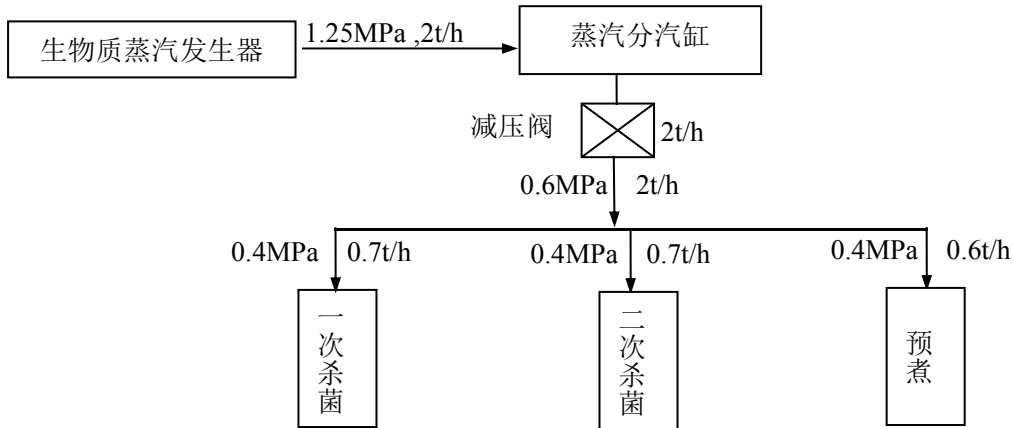 生物质蒸汽发生器
1.25MPa ,2t/h
蒸汽分汽缸
减压阀
2t/h
0.6MPa
2t/h
0.4MPa
0.7t/h
0.4MPa
0.7t/h
0.4MPa
0.6t/h
一次杀菌
二次杀菌
预煮